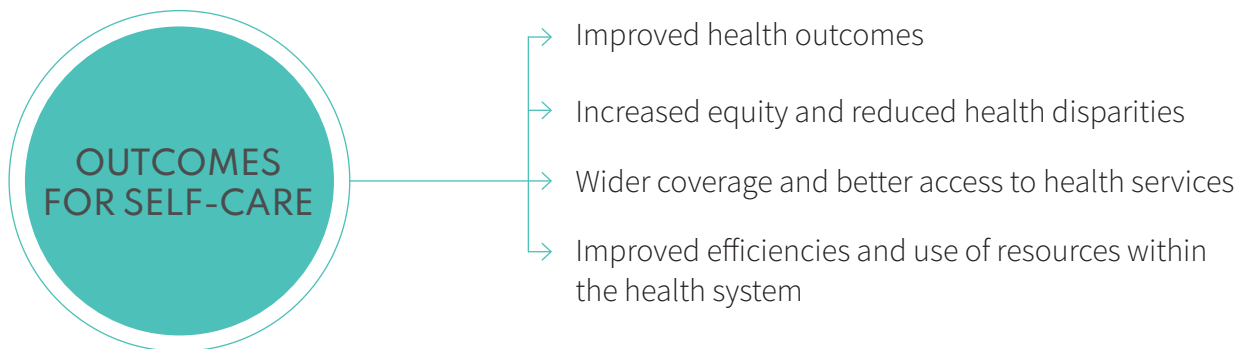 OUTCOMES
FOR SELF-CARE
Improved health outcomes
Increased equity and reduced health disparities
Wider coverage and better access to health services
Improved efficiencies and use of resources within
the health system